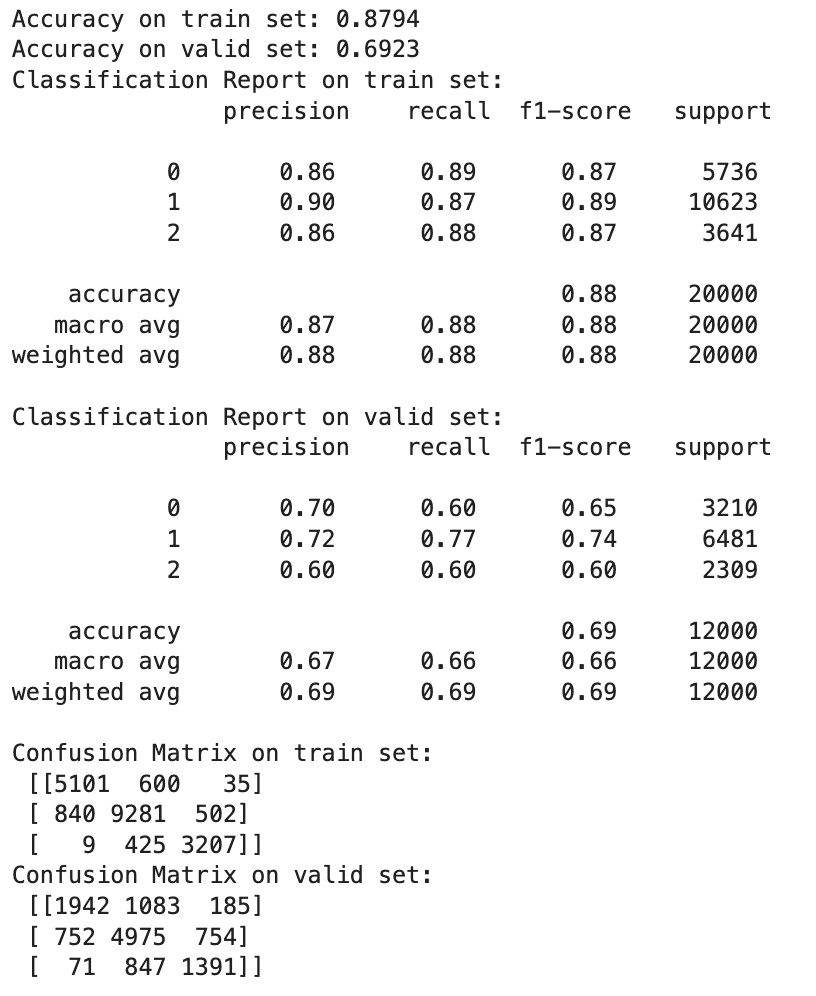 Accuracy on train set: 0.8794
Accuracy on valid set: 0.6923
Classification Report on train set:
              precision    recall  f1-score   support

           0       0.86      0.89      0.87      5736
           1       0.90      0.87      0.89     10623
           2       0.86      0.88      0.87      3641

    accuracy                           0.88     20000
   macro avg       0.87      0.88      0.88     20000
weighted avg       0.88      0.88      0.88     20000

Classification Report on valid set:
              precision    recall  f1-score   support

           0       0.70      0.60      0.65      3210
           1       0.72      0.77      0.74      6481
           2       0.60      0.60      0.60      2309

    accuracy                           0.69     12000
   macro avg       0.67      0.66      0.66     12000
weighted avg       0.69      0.69      0.69     12000

Confusion Matrix on train set:
 [[5101  600   35]
 [ 840 9281  502]
 [   9  425 3207]]
Confusion Matrix on valid set:
 [[1942 1083  185]
 [ 752 4975  754]
 [  71  847 1391]]